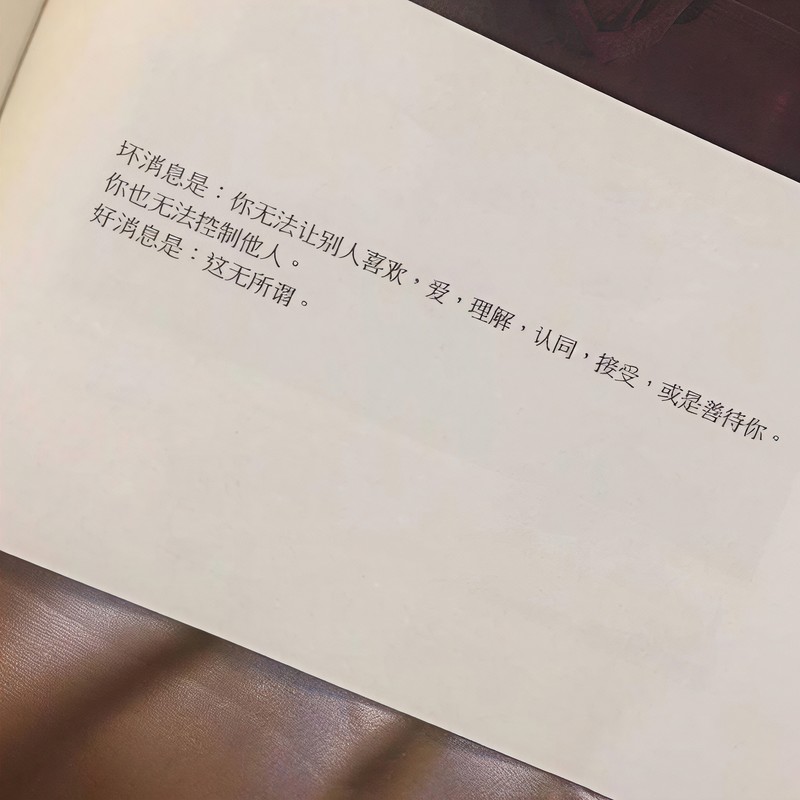 坏消息是：你无法让别人喜欢，爱，理解，认同，接受，或是善待你。
你也无法控制他人。
好消息是：这无所谓。